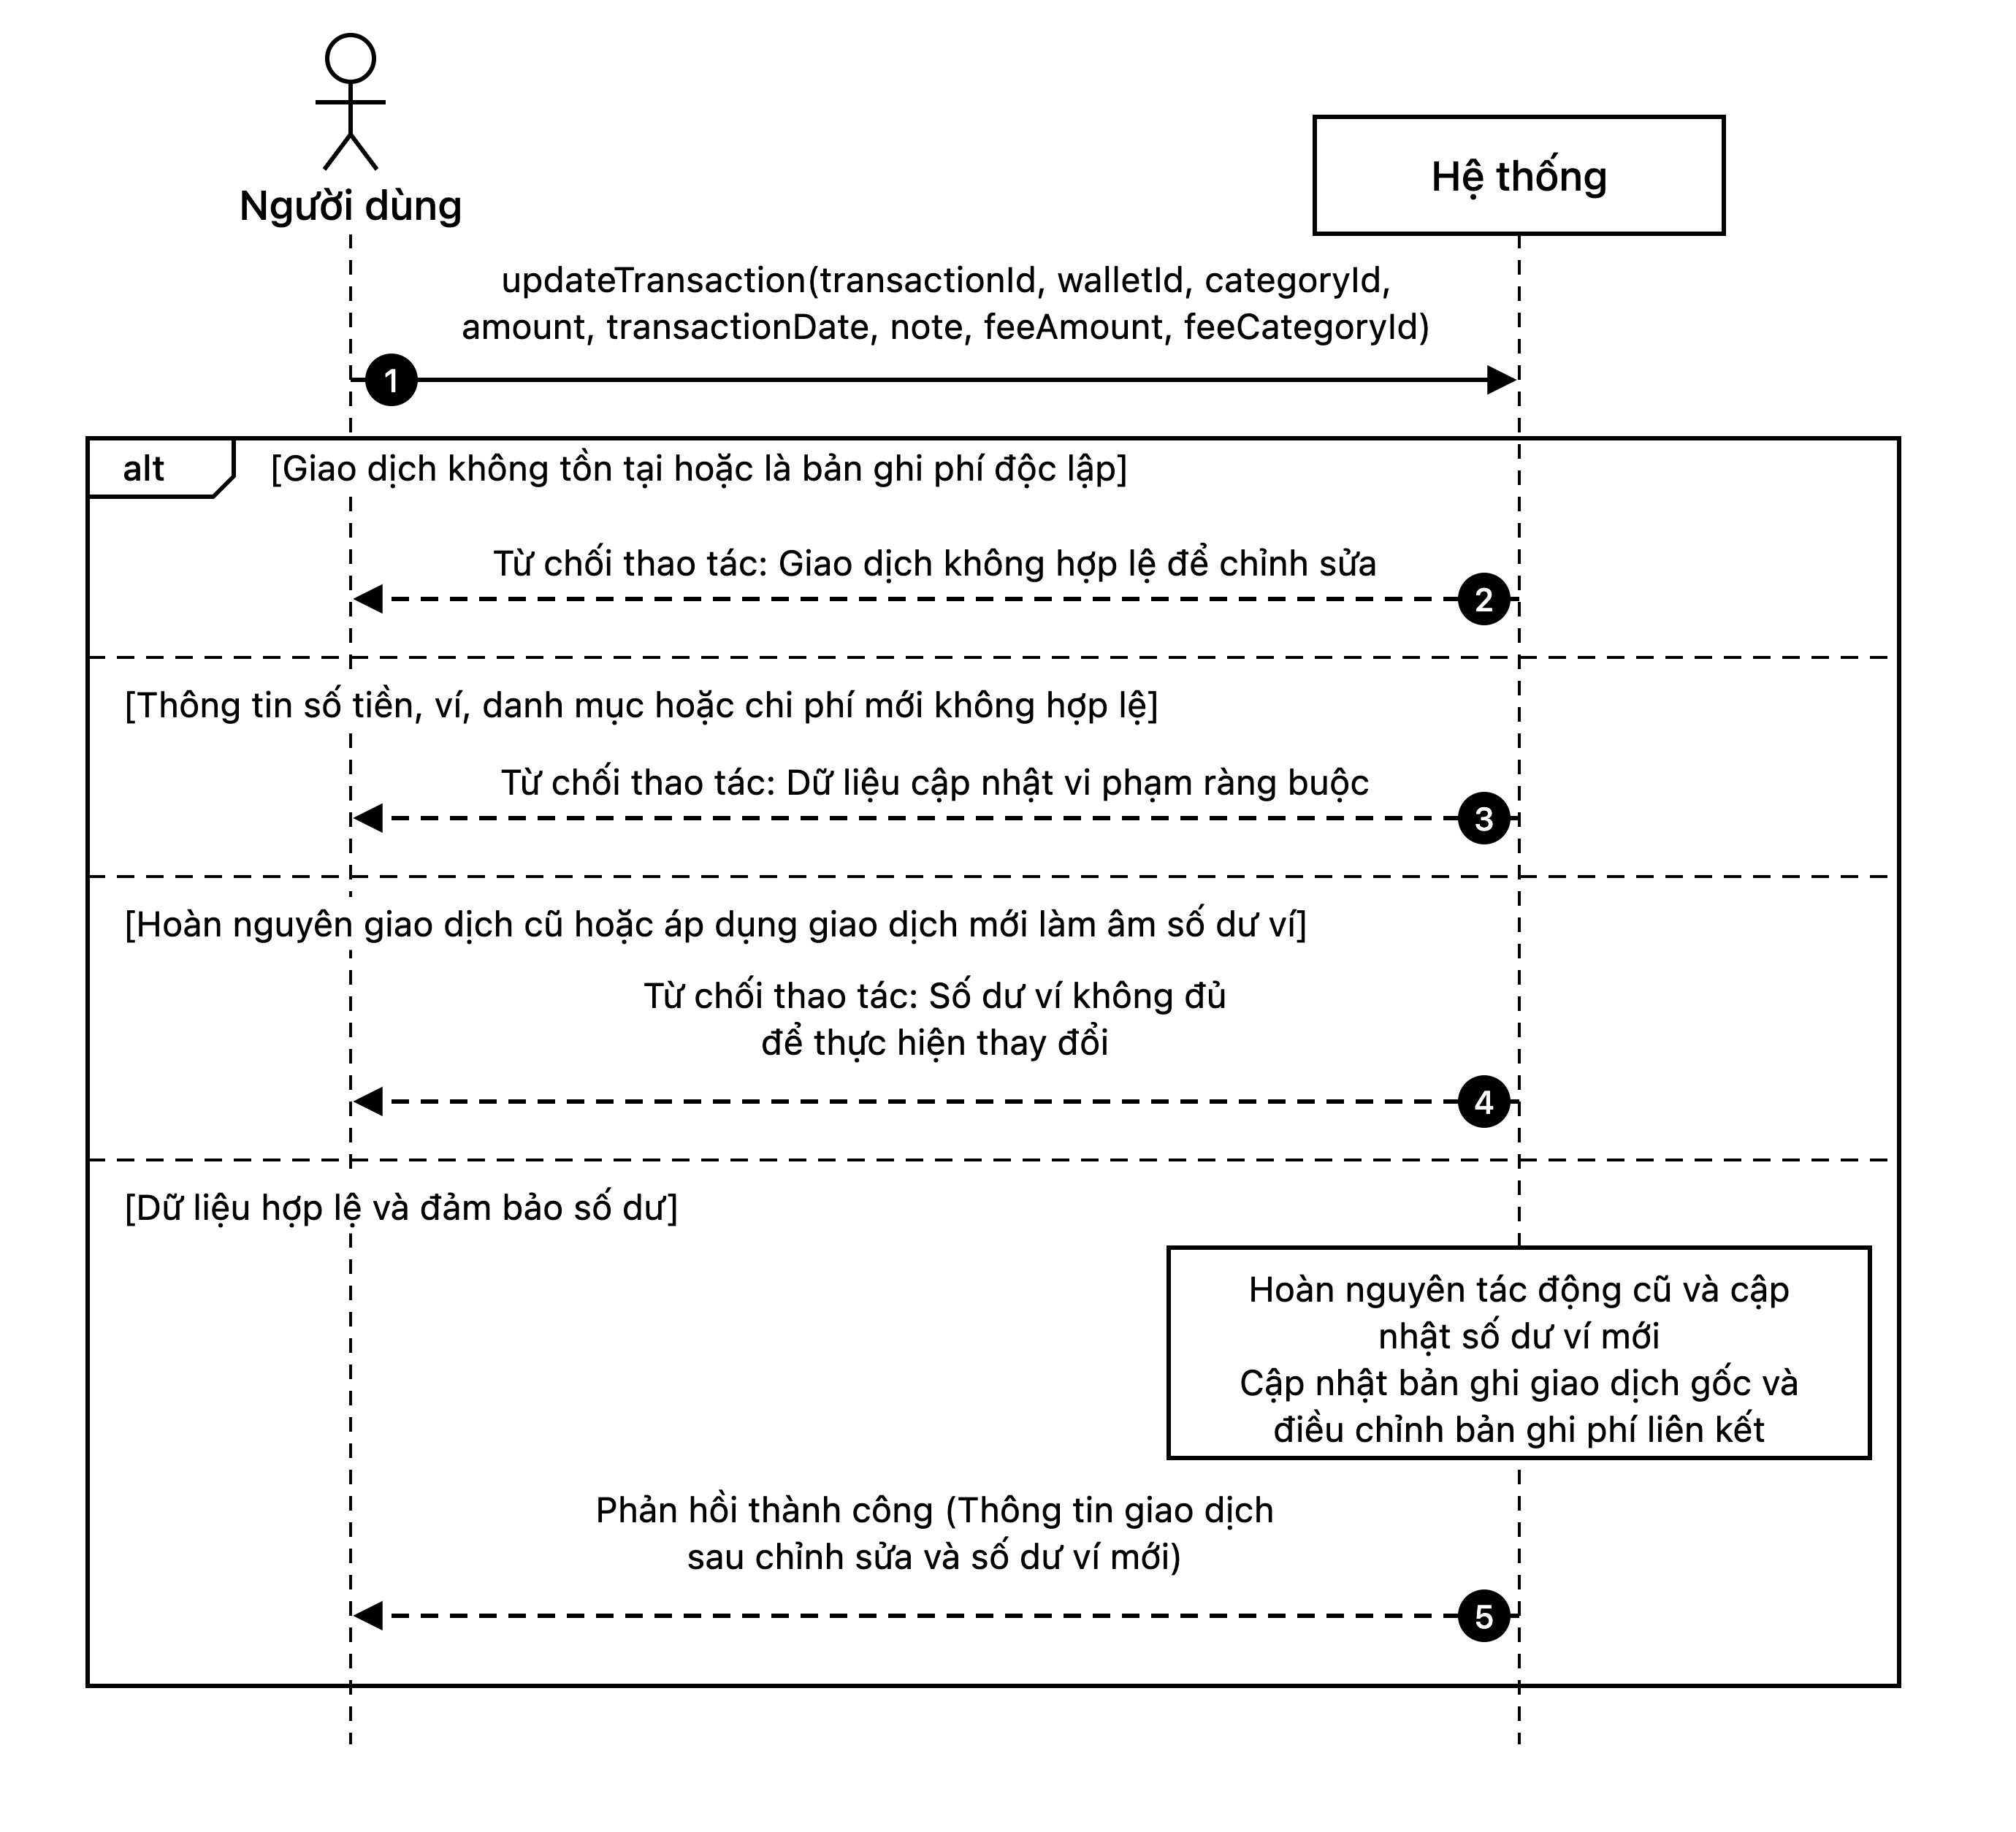 Người dùng
Hệ thống
updateTransaction(transactionId, walletId, categoryId,
amount, transactionDate, note, feeAmount, feeCategoryId)
1
alt
[Giao dịch không tồn tại hoặc là bản ghi phí độc lập]
Từ chối thao tác: Giao dịch không hợp lệ để chỉnh sửa
2
[Thông tin số tiền, ví, danh mục hoặc chi phí mới không hợp lệ]
Từ chối thao tác: Dữ liệu cập nhật vi phạm ràng buộc
3
[Hoàn nguyên giao dịch cũ hoặc áp dụng giao dịch mới làm âm số dư ví]
Từ chối thao tác: Số dư ví không đủ
để thực hiện thay đổi
4
[Dữ liệu hợp lệ và đảm bảo số dư]
Hoàn nguyên tác động cũ và cập
nhật số dư ví mới
Cập nhật bản ghi giao dịch gốc và
điều chỉnh bản ghi phí liên kết
Phản hồi thành công (Thông tin giao dịch
sau chỉnh sửa và số dư ví mới)
5